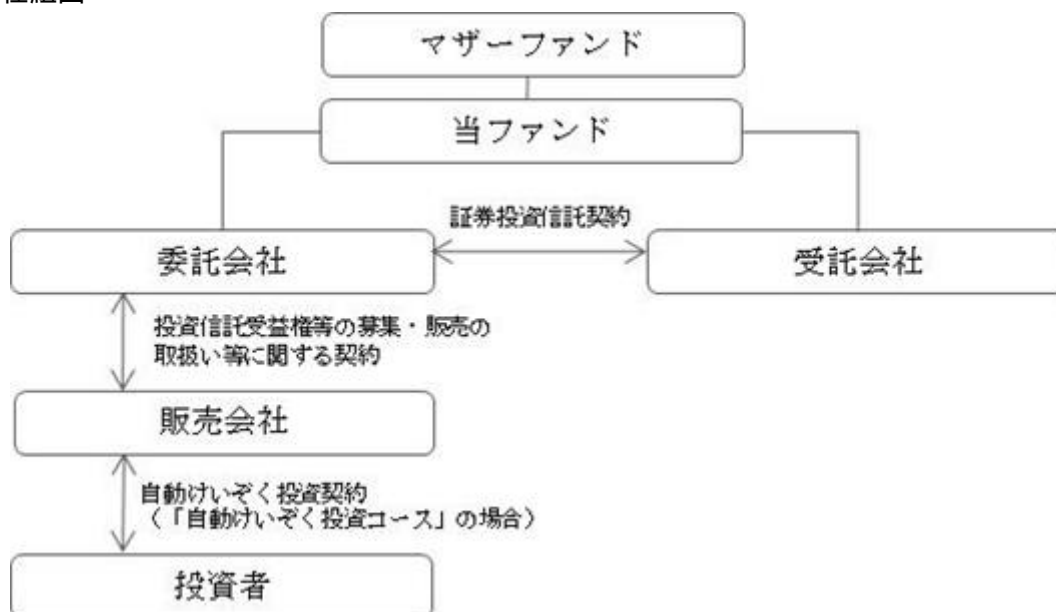 マザーファンド
当ファンド
証券投資信託契約
委託会社
受託会社
投資信託受益権等の募集・販売の
取扱い等に関する契約
販売会社
自動けいぞく投資契約
（「自動けいぞく投資コース」の場合）
投資者